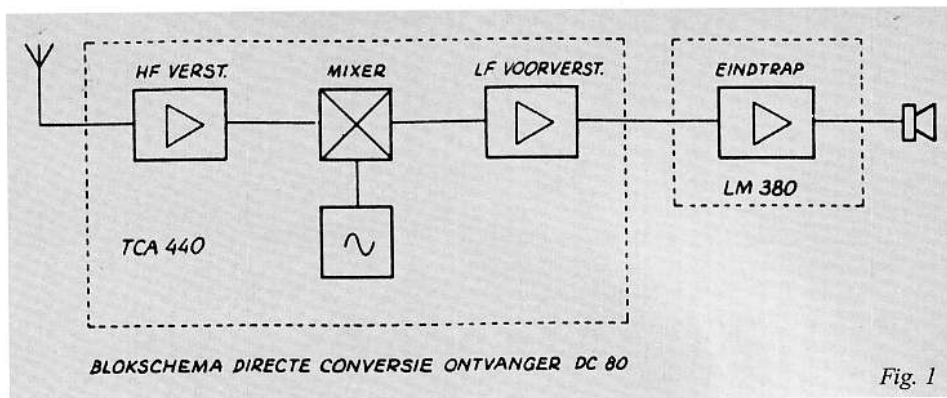 HF VERST.
MIXER
LF VOORVERST.
EINDTRAP
LM 380
TCA 440
BLOKSCHEMA DIRECTE CONVERSIE ONTVANGER DC 80
Fig. 1